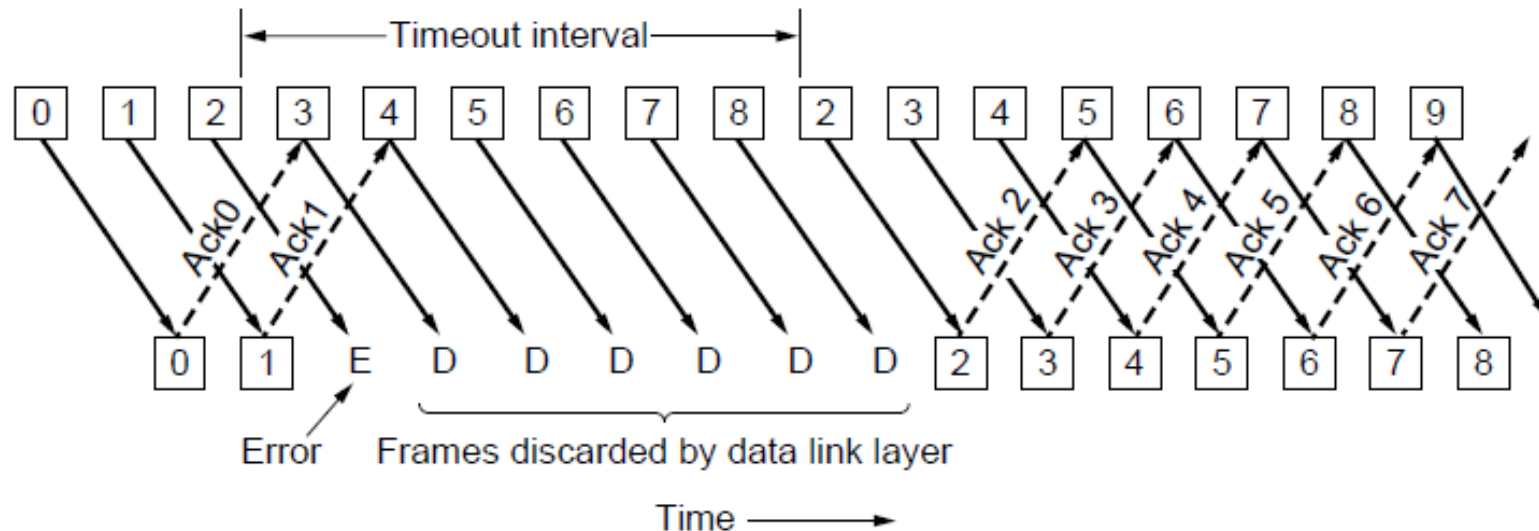 Timeout interval
0 1 2 3 4 5 6 7 8 2 3 4 5 6 7 8 9
Ack0 Ack1 Ack 2 Ack 3 Ack 4 Ack 5 Ack 6 Ack 7
0 1 E D D D D D D 2 3 4 5 6 7 8
Error Frames discarded by data link layer
Time